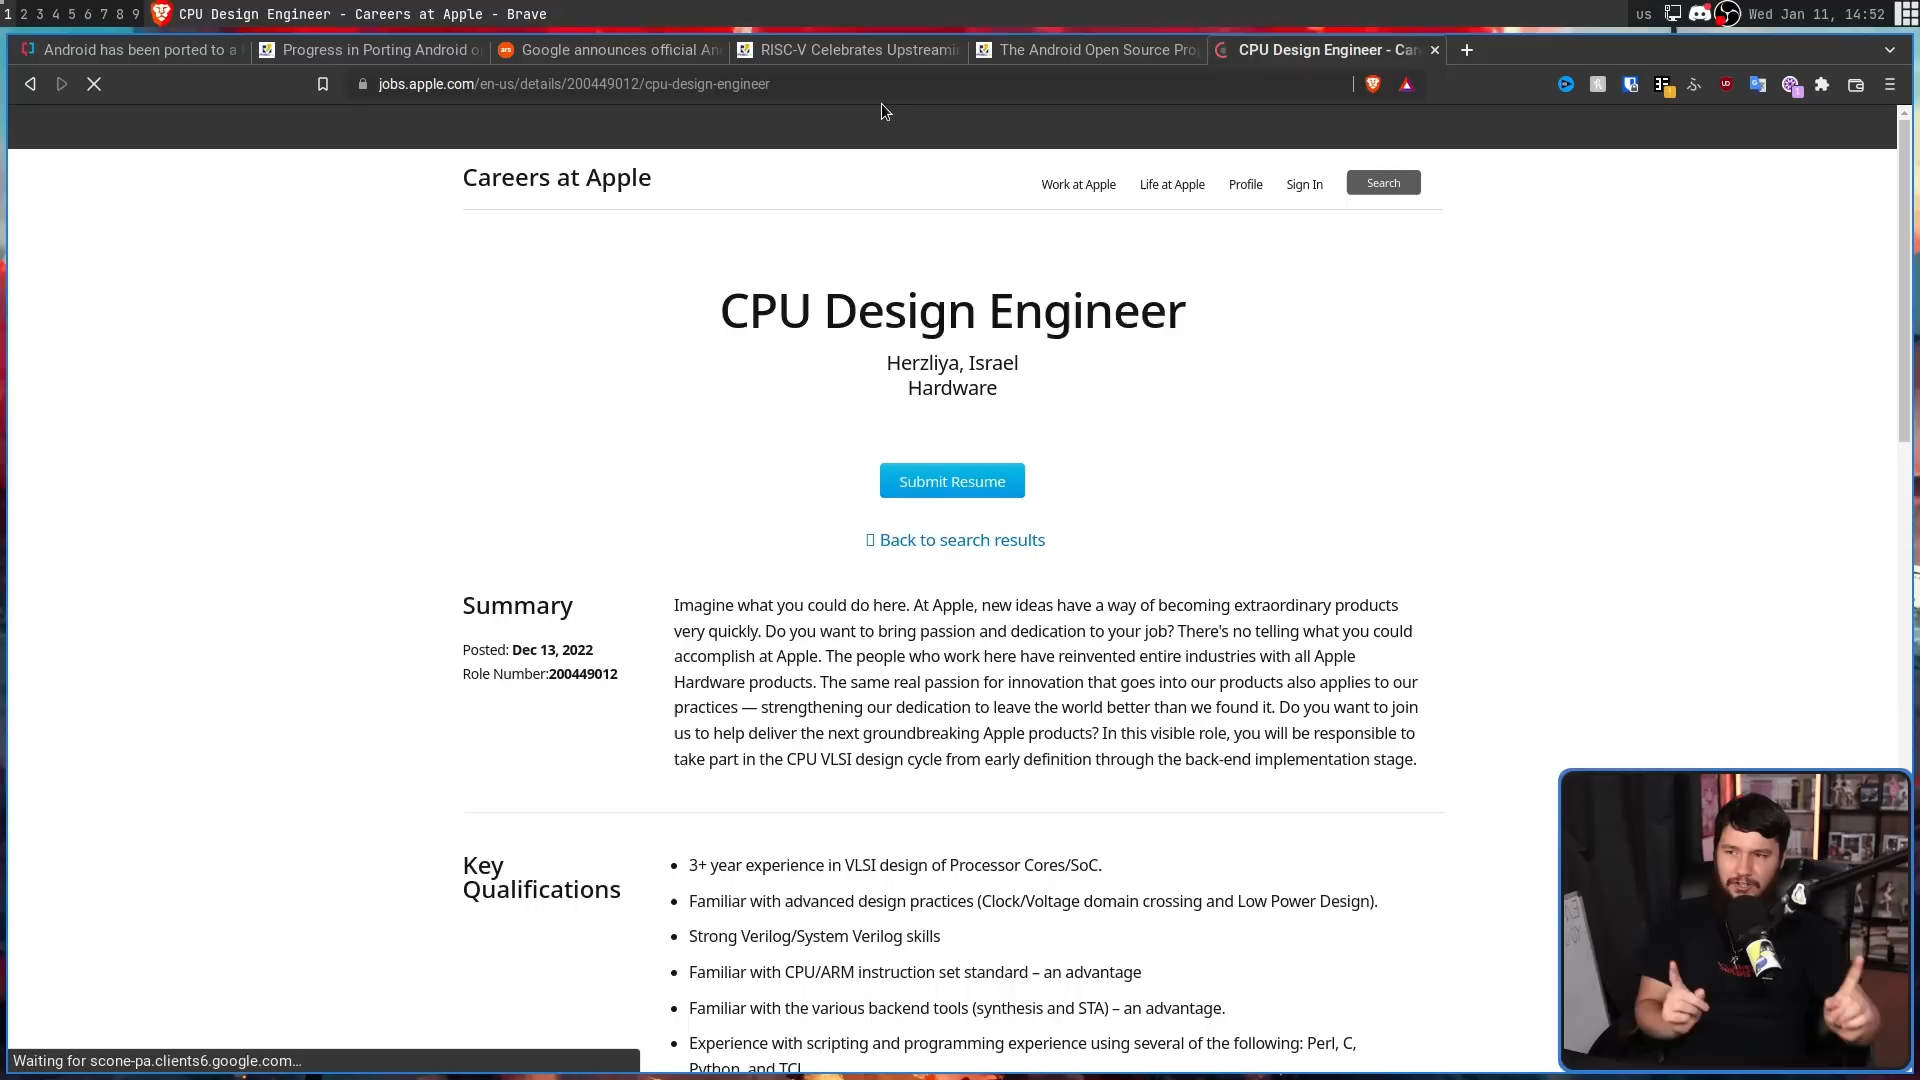 1 2 3 4 5 6 7 8 9 CPU Design Engineer - Careers at Apple - Brave us Wed Jan 11, 14:52
Android has been ported to a Progress in Porting Android o Google announces official An RISC-V Celebrates Upstreami The Android Open Source Pro CPU Design Engineer - Car
jobs.apple.com/en-us/details/200449012/cpu-design-engineer
Careers at Apple
Work at Apple Life at Apple Profile Sign In Search
CPU Design Engineer
Herzliya, Israel
Hardware
Submit Resume
Back to search results
Summary
Posted: Dec 13, 2022
Role Number:200449012
Imagine what you could do here. At Apple, new ideas have a way of becoming extraordinary products
very quickly. Do you want to bring passion and dedication to your job? There's no telling what you could
accomplish at Apple. The people who work here have reinvented entire industries with all Apple
Hardware products. The same real passion for innovation that goes into our products also applies to our
practices — strengthening our dedication to leave the world better than we found it. Do you want to join
us to help deliver the next groundbreaking Apple products? In this visible role, you will be responsible to
take part in the CPU VLSI design cycle from early definition through the back-end implementation stage.
Key
Qualifications
• 3+ year experience in VLSI design of Processor Cores/SoC.
• Familiar with advanced design practices (Clock/Voltage domain crossing and Low Power Design).
• Strong Verilog/System Verilog skills
• Familiar with CPU/ARM instruction set standard – an advantage
• Familiar with the various backend tools (synthesis and STA) – an advantage.
• Experience with scripting and programming experience using several of the following: Perl, C,
Python, and TCL
Waiting for scone-pa.clients6.google.com...